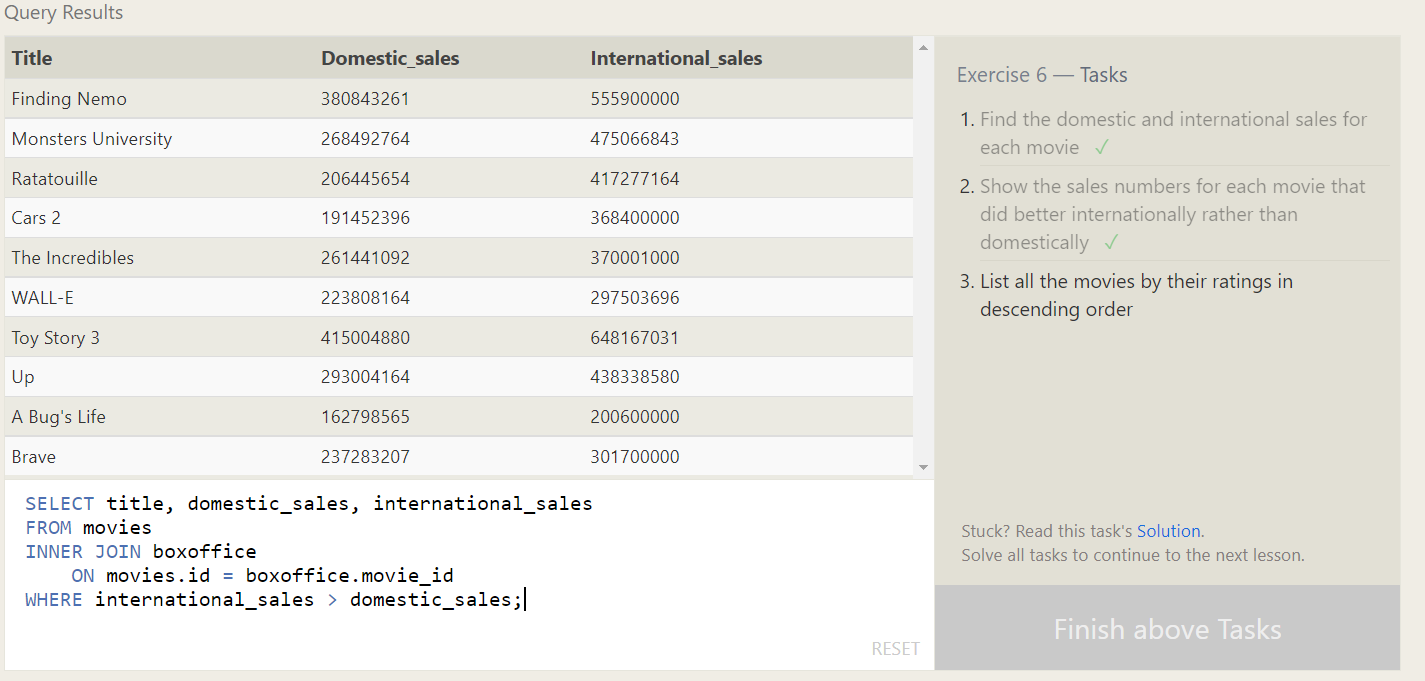 Query Results
Title Domestic_sales International_sales
Finding Nemo 380843261 555900000
Monsters University 268492764 475066843
Ratatouille 206445654 417277164
Cars 2 191452396 368400000
The Incredibles 261441092 370001000
WALL-E 223808164 297503696
Toy Story 3 415004880 648167031
Up 293004164 438338580
A Bug's Life 162798565 200600000
Brave 237283207 301700000
SELECT title, domestic_sales, international_sales
FROM movies
INNER JOIN boxoffice
    ON movies.id = boxoffice.movie_id
WHERE international_sales > domestic_sales;
RESET
Exercise 6 — Tasks
1. Find the domestic and international sales for
each movie ✓
2. Show the sales numbers for each movie that
did better internationally rather than
domestically ✓
3. List all the movies by their ratings in
descending order
Stuck? Read this task's Solution.
Solve all tasks to continue to the next lesson.
Finish above Tasks